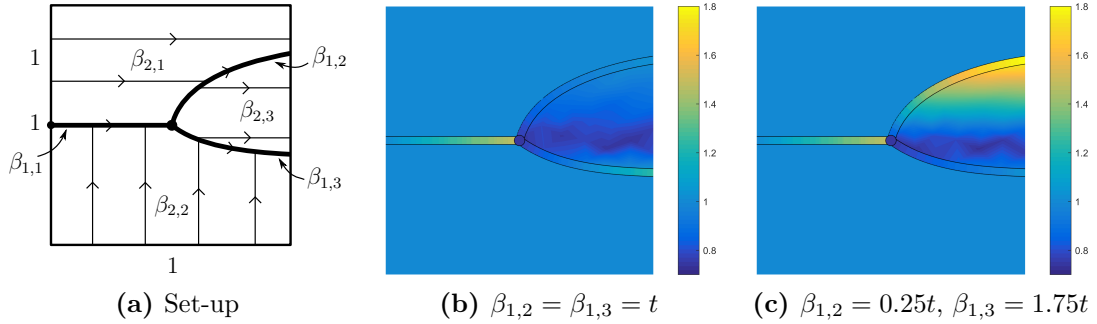 1
β₂,₁
β₁,₂
1
β₂,₃
β₁,₁
β₁,₃
β₂,₂
1
(a) Set-up
1.8
1.6
1.4
1.2
1
0.8
(b) β₁,₂ = β₁,₃ = t
1.8
1.6
1.4
1.2
1
0.8
(c) β₁,₂ = 0.25t, β₁,₃ = 1.75t